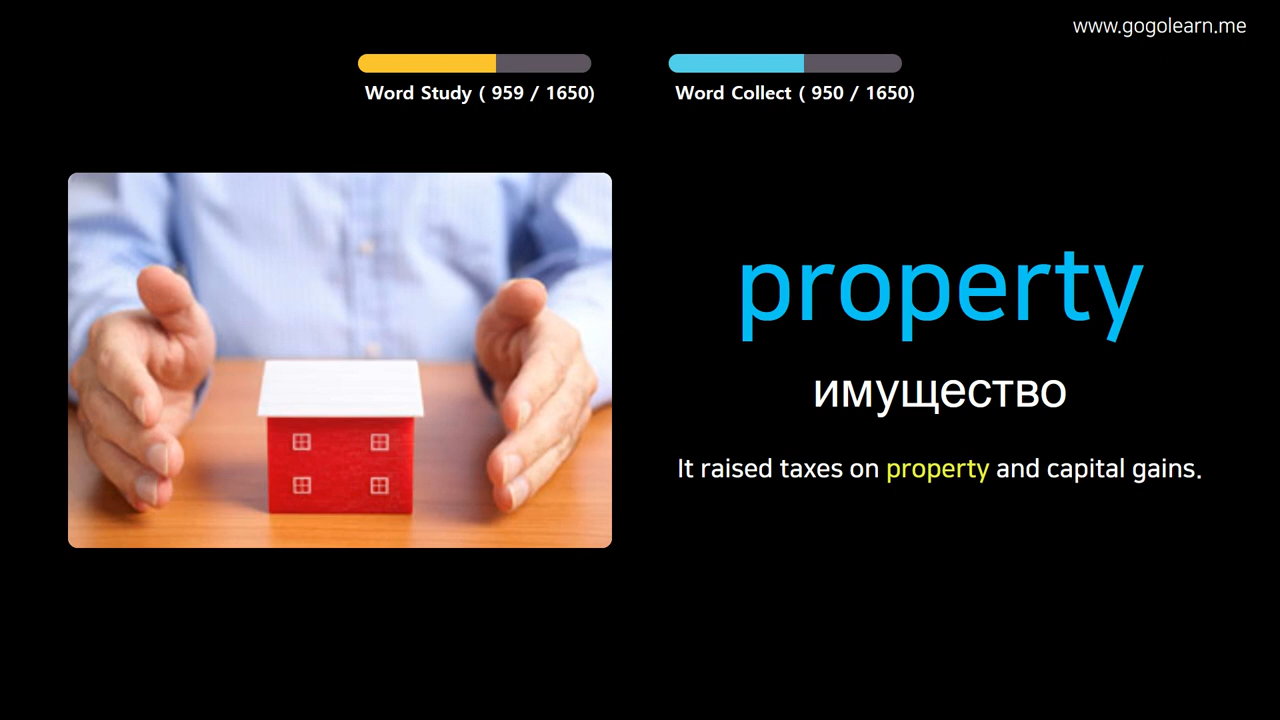 www.gogolearn.me
Word Study ( 959 / 1650)
Word Collect ( 950 / 1650)
property
имущество
It raised taxes on property and capital gains.